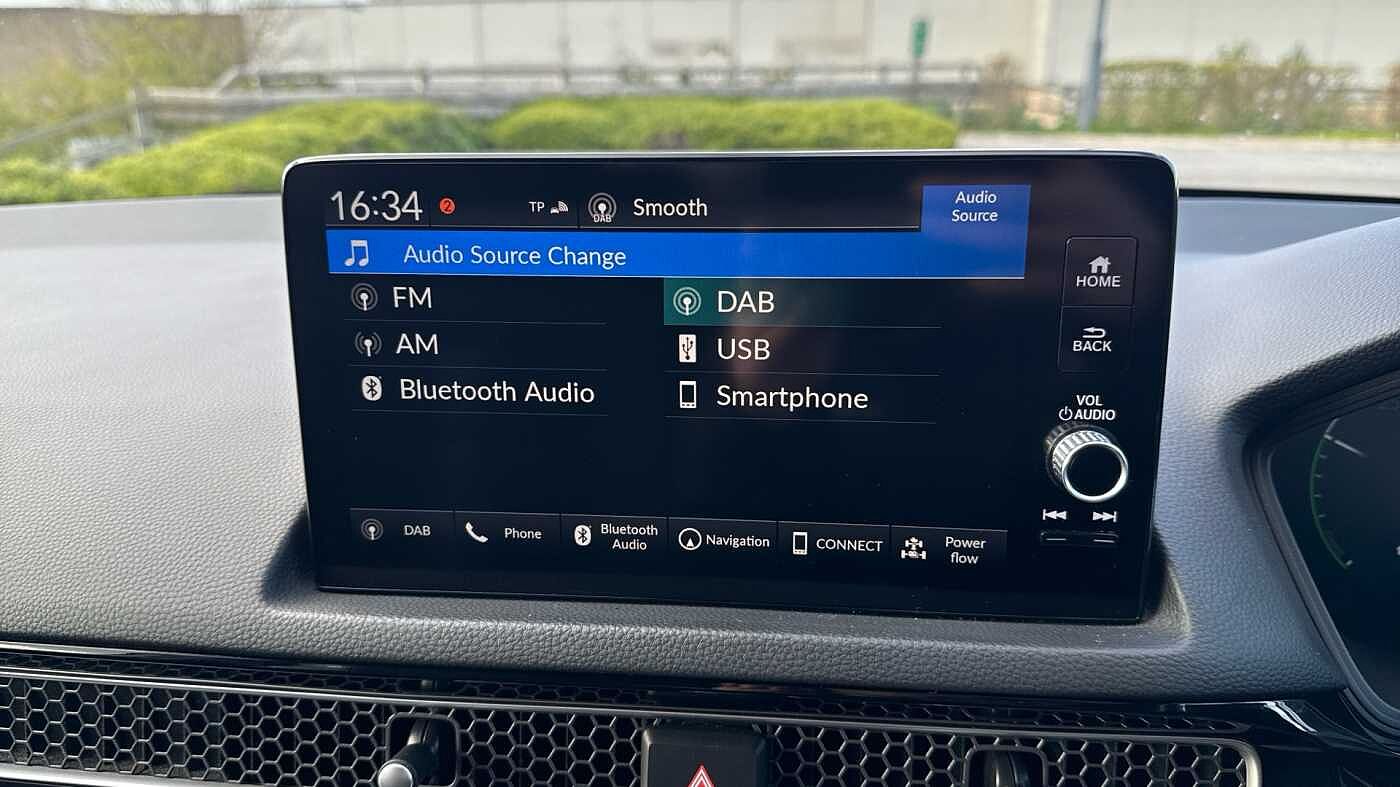 16:34
2
TP
DAB
Smooth
Audio
Source
Audio Source Change
HOME
FM
DAB
AM
USB
BACK
Bluetooth Audio
Smartphone
VOL
AUDIO
DAB
Phone
Bluetooth
Audio
Navigation
CONNECT
Power
flow